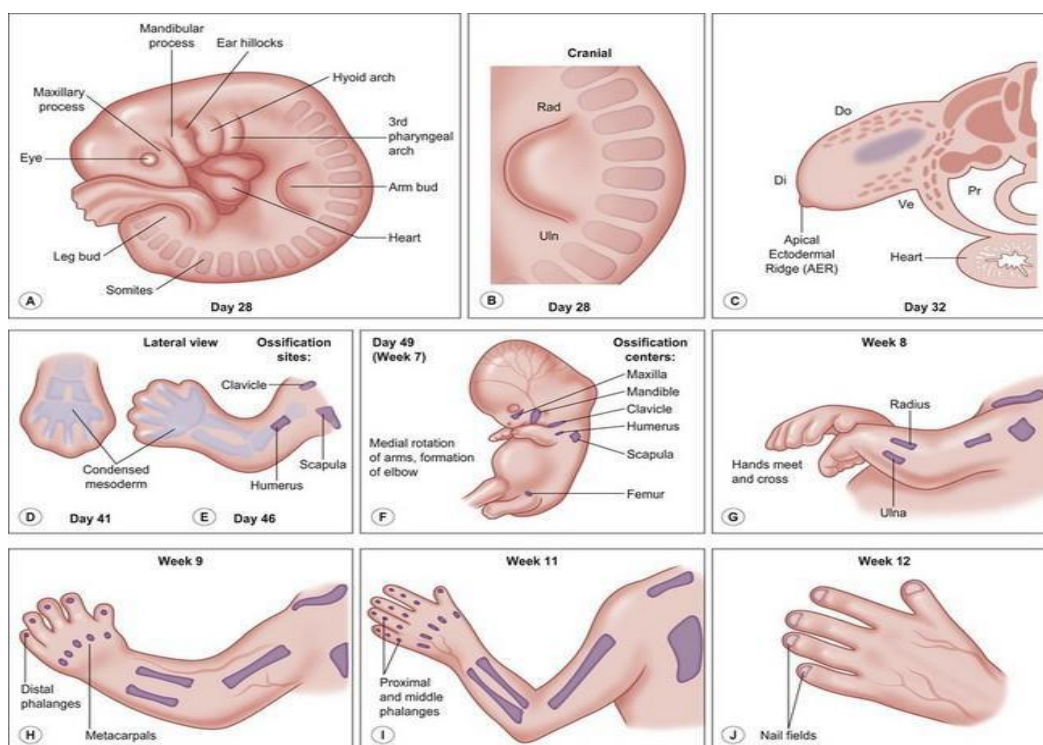 Mandibular
process
Ear hillocks
Hyoid arch
Maxillary
process
3rd
pharyngeal
arch
Eye
Arm bud
Heart
Leg bud
Somites
A
Day 28
Cranial
Rad
Uln
B
Day 28
Do
Di
Pr
Ve
Apical
Ectodermal
Ridge (AER)
Heart
C
Day 32
Lateral view
Ossification
sites:
Clavicle
Condensed
mesoderm
Scapula
Humerus
D
Day 41
E
Day 46
Day 49
(Week 7)
Ossification
centers:
Maxilla
Mandible
Clavicle
Humerus
Scapula
Medial rotation
of arms, formation
of elbow
Femur
F
Week 8
Radius
Hands meet
and cross
Ulna
G
Week 9
Distal
phalanges
Metacarpals
H
Week 11
Proximal
and middle
phalanges
I
Week 12
Nail fields
J